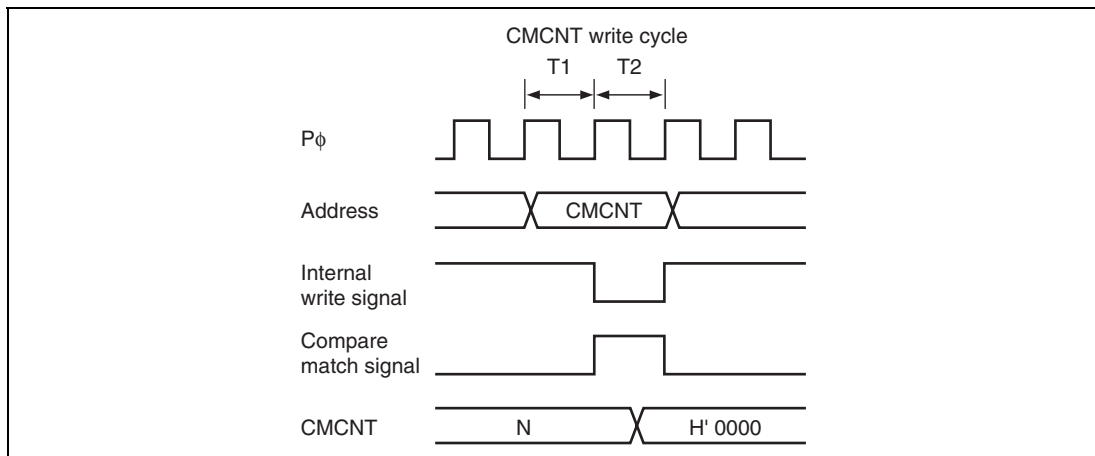 CMCNT write cycle
T1 T2
Pϕ
Address CMCNT
Internal
write signal
Compare
match signal
CMCNT N H' 0000